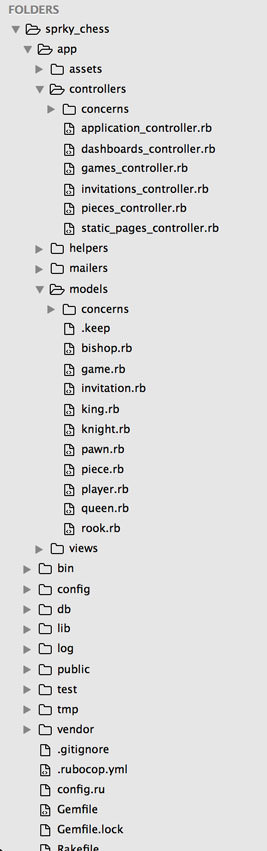 FOLDERS
sprky_chess
app
assets
controllers
concerns
application_controller.rb
dashboards_controller.rb
games_controller.rb
invitations_controller.rb
pieces_controller.rb
static_pages_controller.rb
helpers
mailers
models
concerns
.keep
bishop.rb
game.rb
invitation.rb
king.rb
knight.rb
pawn.rb
piece.rb
player.rb
queen.rb
rook.rb
views
bin
config
db
lib
log
public
test
tmp
vendor
.gitignore
.rubocop.yml
config.ru
Gemfile
Gemfile.lock
Rakefile